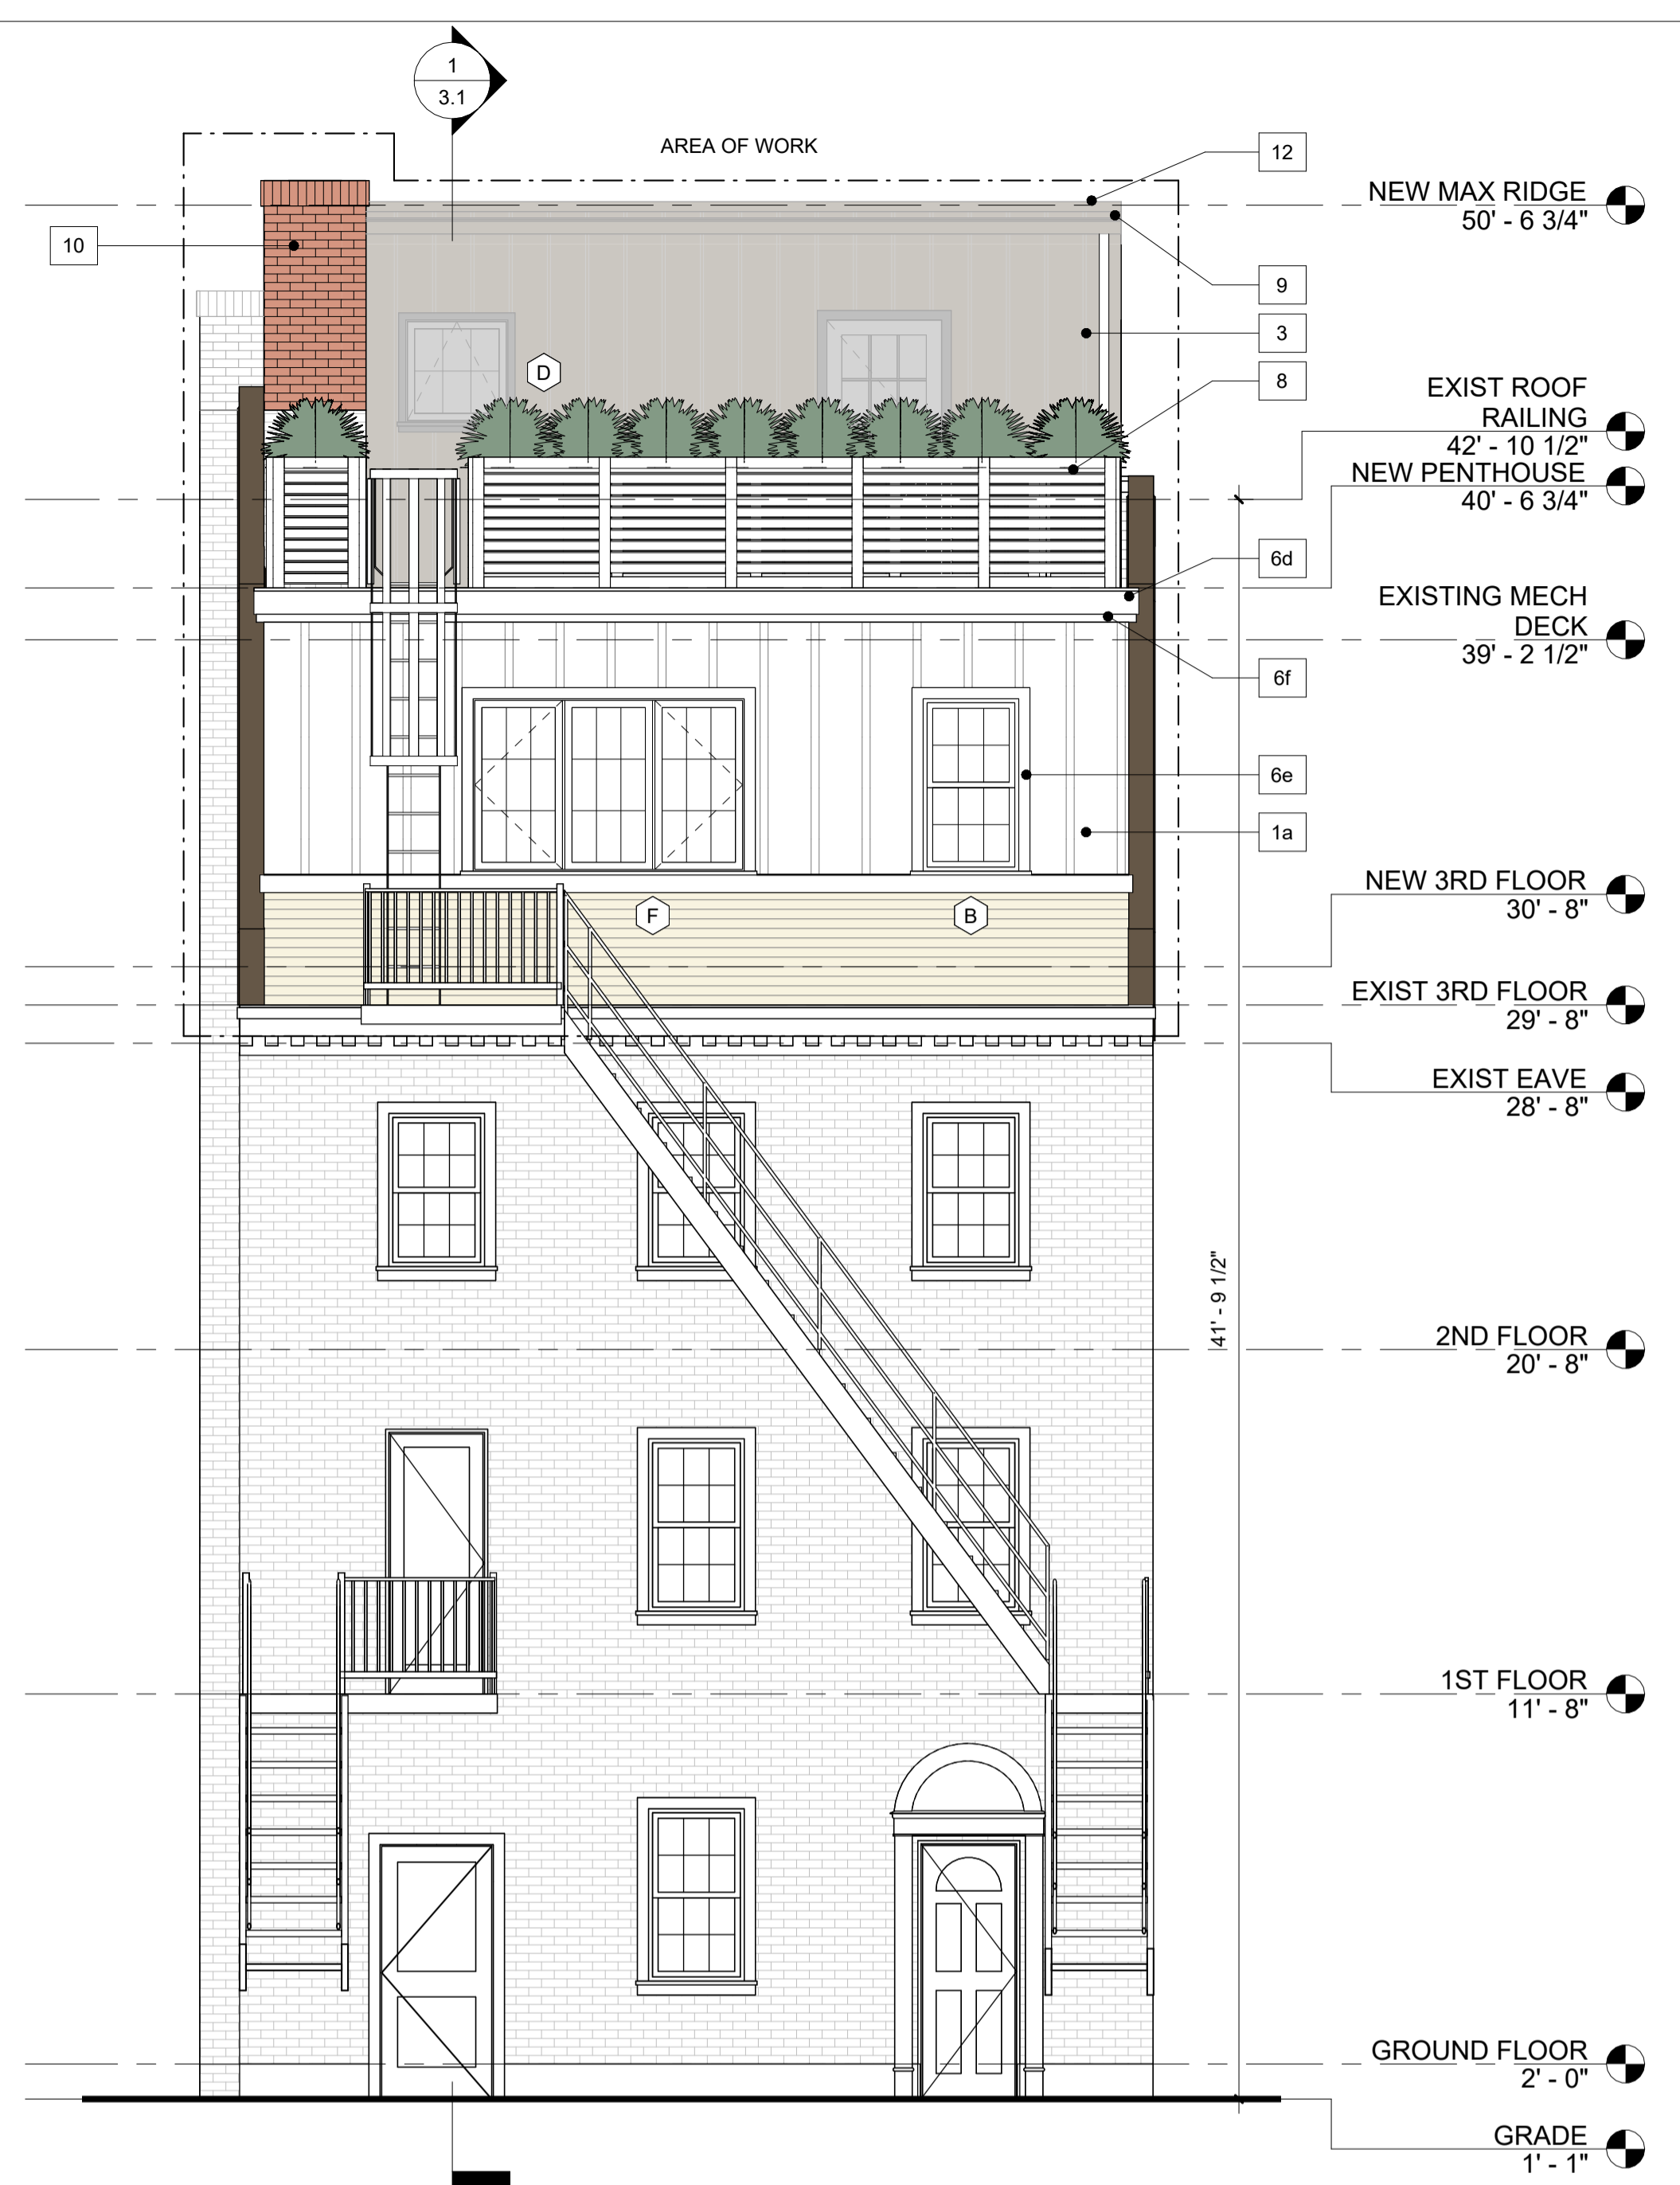 1
3.1
AREA OF WORK
12
NEW MAX RIDGE
50' - 6 3/4"
10
9
3
D
8
EXIST ROOF
RAILING
42' - 10 1/2"
NEW PENTHOUSE
40' - 6 3/4"
6d
EXISTING MECH
DECK
39' - 2 1/2"
6f
6e
1a
NEW 3RD FLOOR
30' - 8"
F
B
EXIST 3RD FLOOR
29' - 8"
EXIST EAVE
28' - 8"
41' - 9 1/2"
2ND FLOOR
20' - 8"
1ST FLOOR
11' - 8"
GROUND FLOOR
2' - 0"
GRADE
1' - 1"